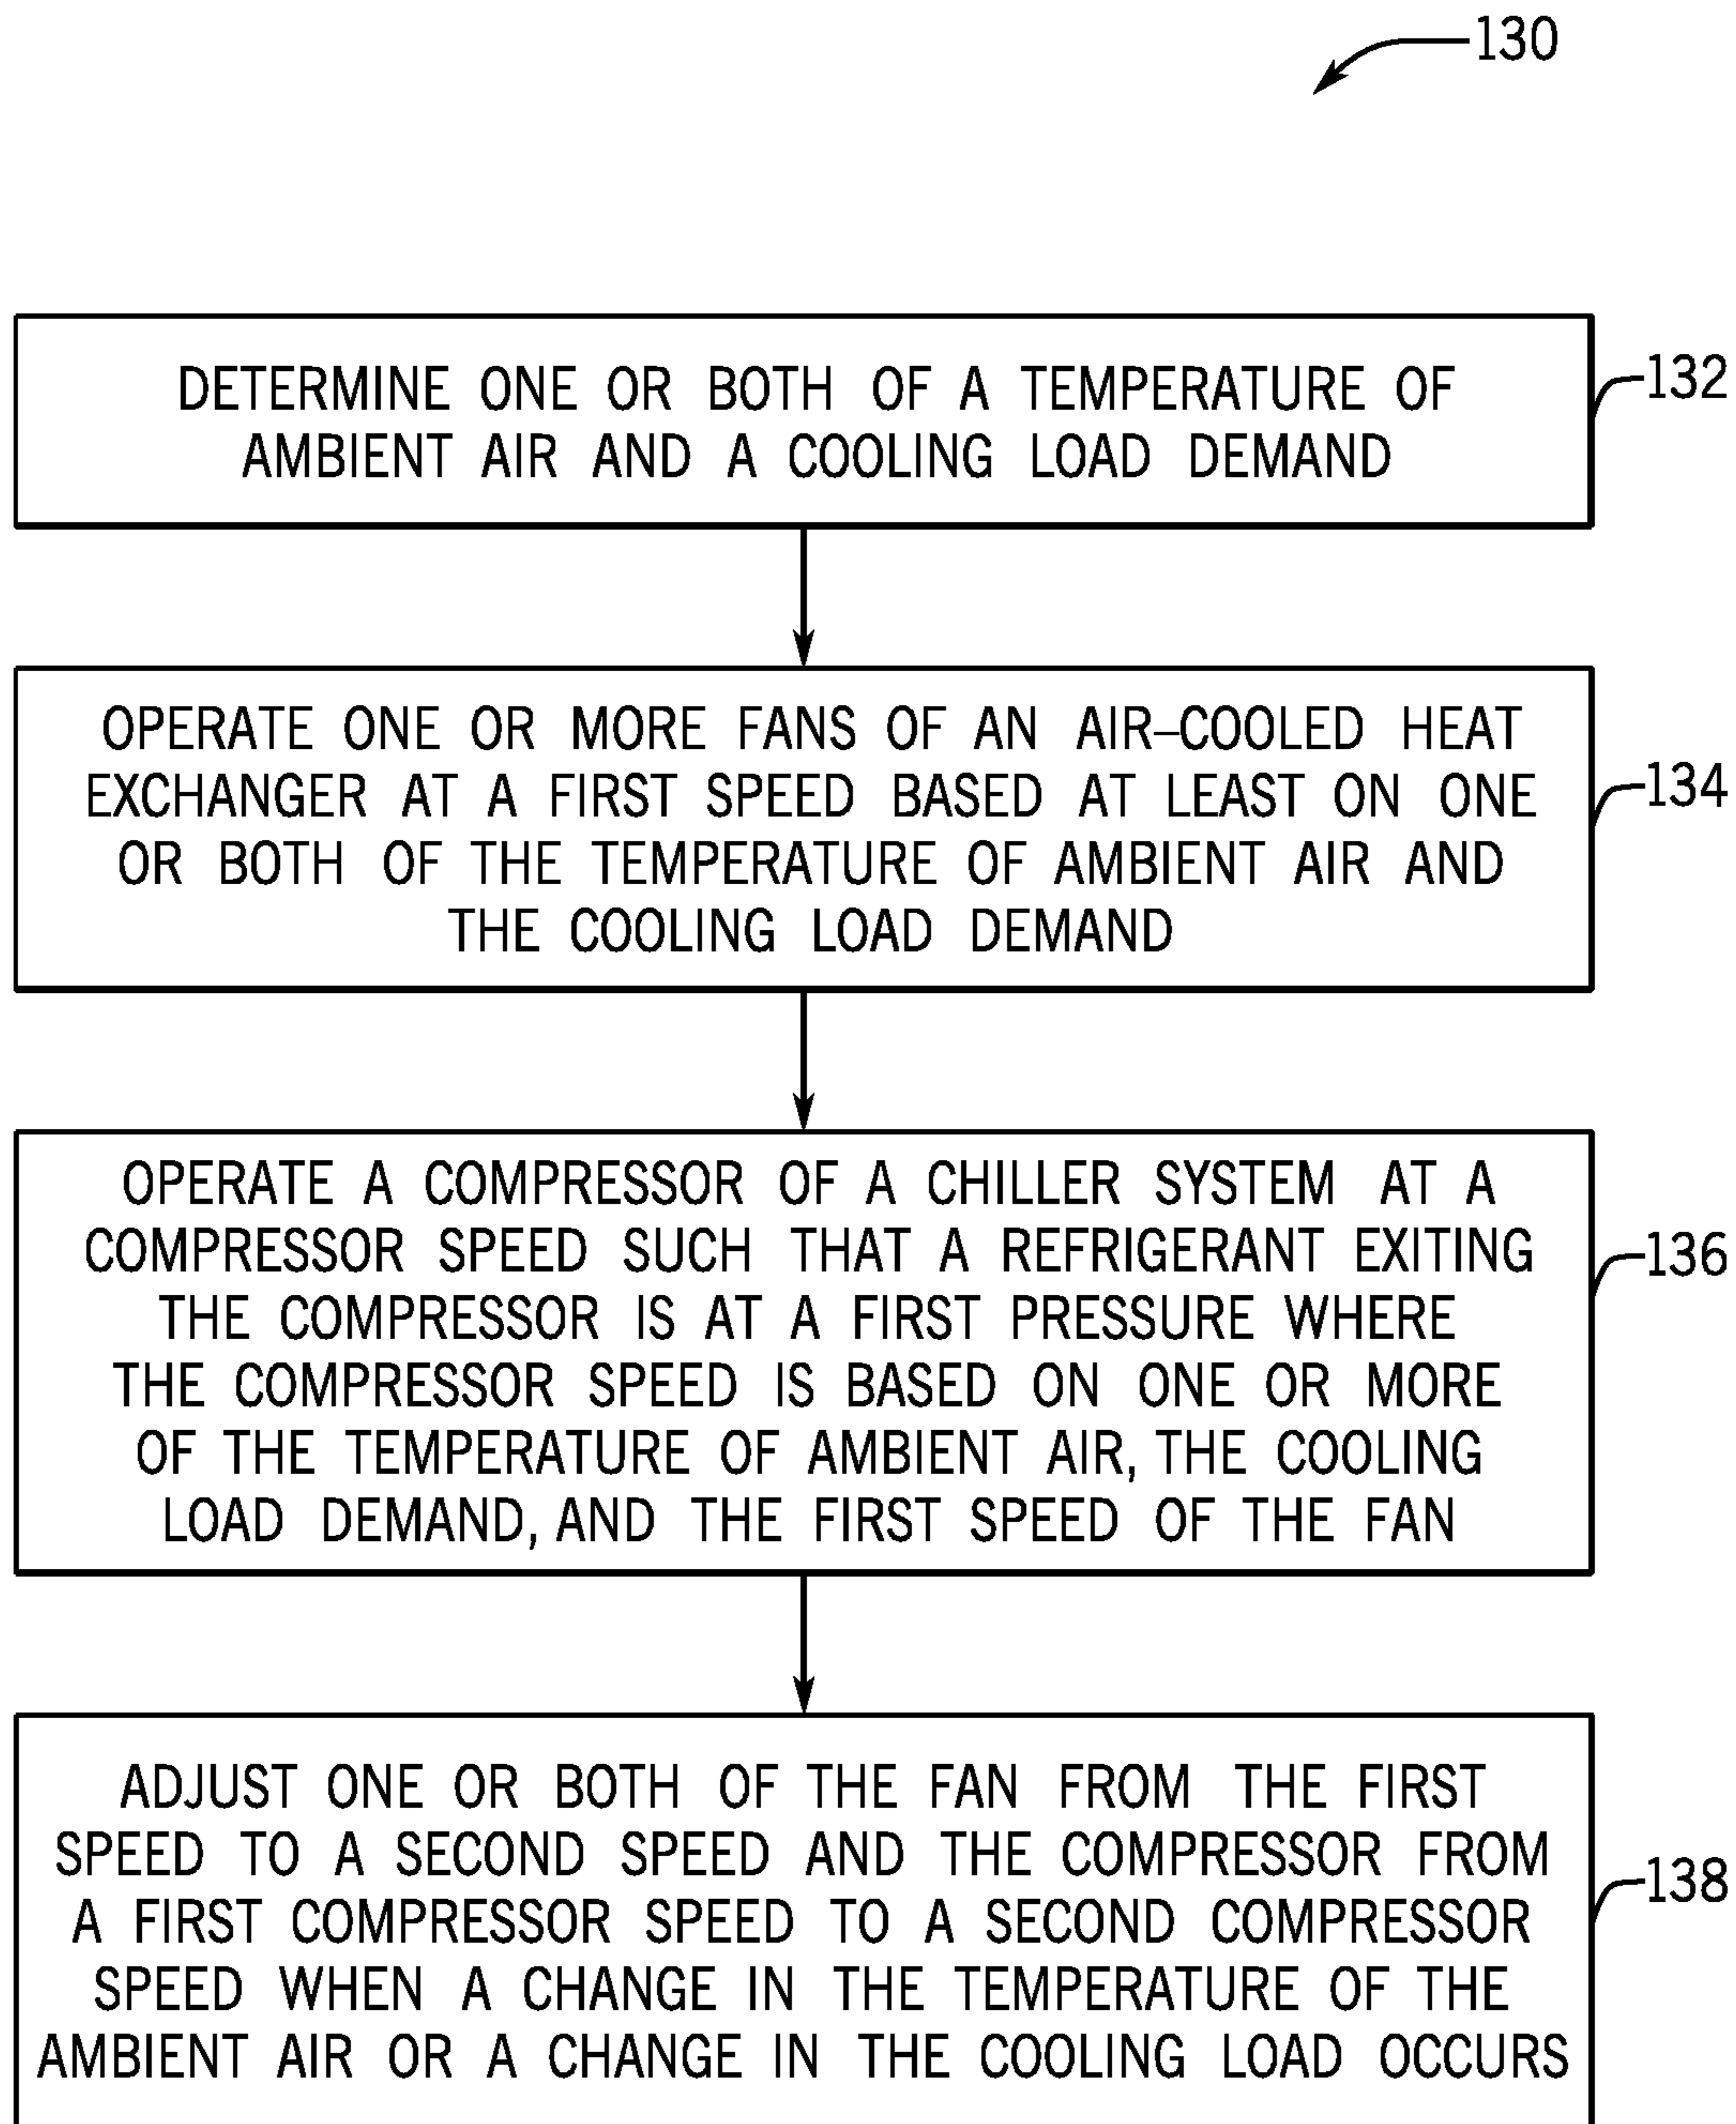 130
DETERMINE ONE OR BOTH OF A TEMPERATURE OF
AMBIENT AIR AND A COOLING LOAD DEMAND
132
OPERATE ONE OR MORE FANS OF AN AIR–COOLED HEAT
EXCHANGER AT A FIRST SPEED BASED AT LEAST ON ONE
OR BOTH OF THE TEMPERATURE OF AMBIENT AIR AND
THE COOLING LOAD DEMAND
134
OPERATE A COMPRESSOR OF A CHILLER SYSTEM AT A
COMPRESSOR SPEED SUCH THAT A REFRIGERANT EXITING
THE COMPRESSOR IS AT A FIRST PRESSURE WHERE
THE COMPRESSOR SPEED IS BASED ON ONE OR MORE
OF THE TEMPERATURE OF AMBIENT AIR, THE COOLING
LOAD DEMAND, AND THE FIRST SPEED OF THE FAN
136
ADJUST ONE OR BOTH OF THE FAN FROM THE FIRST
SPEED TO A SECOND SPEED AND THE COMPRESSOR FROM
A FIRST COMPRESSOR SPEED TO A SECOND COMPRESSOR
SPEED WHEN A CHANGE IN THE TEMPERATURE OF THE
AMBIENT AIR OR A CHANGE IN THE COOLING LOAD OCCURS
138